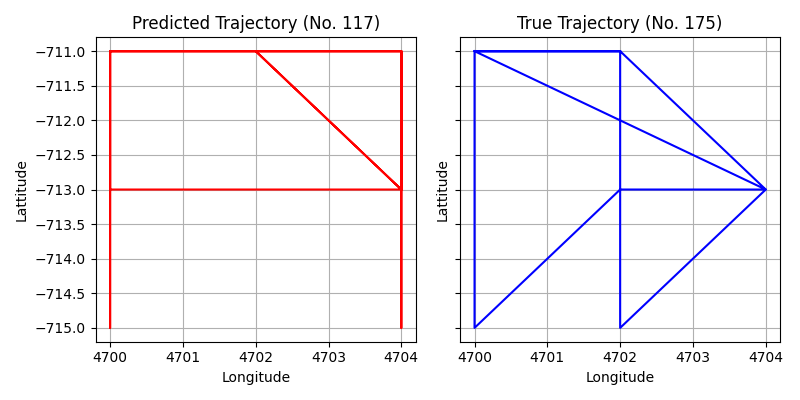 Predicted Trajectory (No. 117)
True Trajectory (No. 175)
−711.0
−711.5
−712.0
−712.5
−713.0
−713.5
−714.0
−714.5
−715.0
Lattitude
Lattitude
4700 4701 4702 4703 4704
4700 4701 4702 4703 4704
Longitude
Longitude